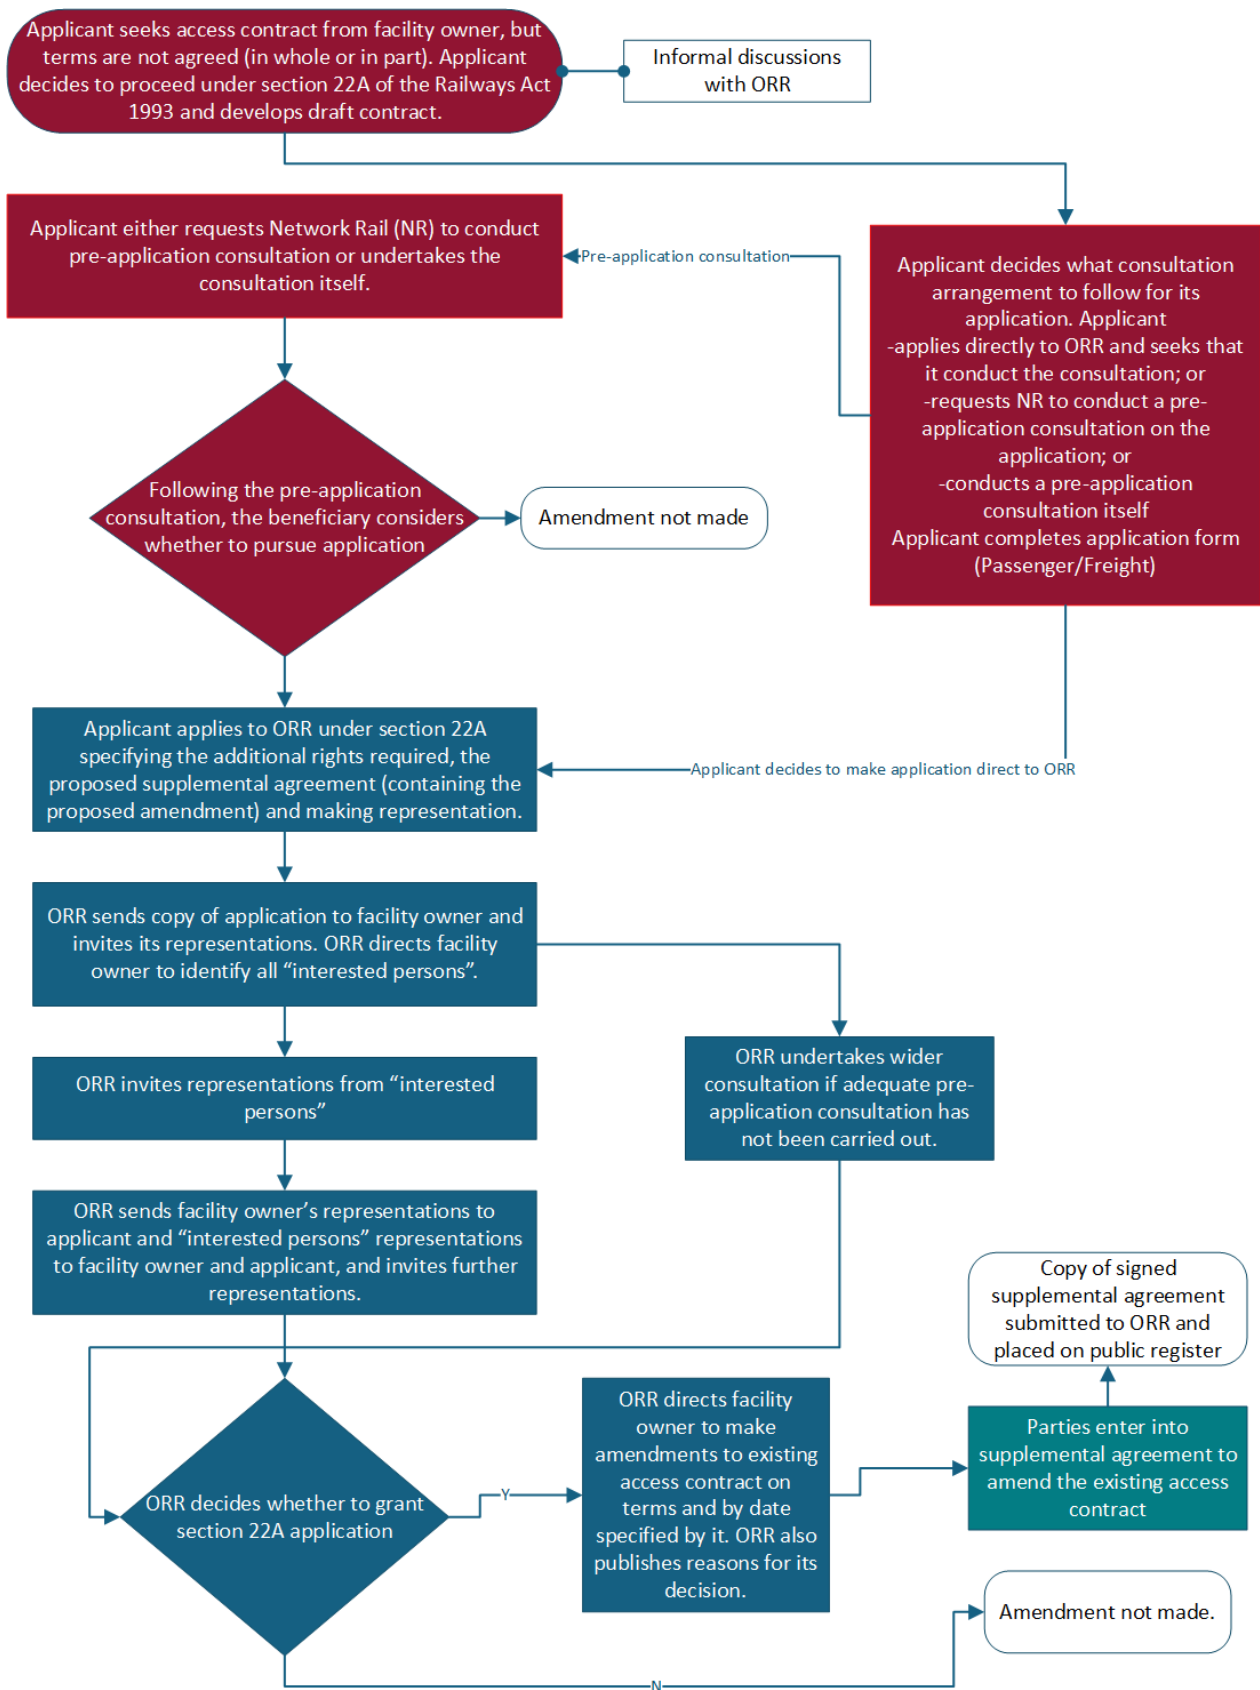 Applicant seeks access contract from facility owner, but
terms are not agreed (in whole or in part). Applicant
decides to proceed under section 22A of the Railways Act
1993 and develops draft contract.
Informal discussions
with ORR
Applicant either requests Network Rail (NR) to conduct
pre-application consultation or undertakes the
consultation itself.
Pre-application consultation
Applicant decides what consultation
arrangement to follow for its
application. Applicant
-applies directly to ORR and seeks that
it conduct the consultation; or
-requests NR to conduct a pre-
application consultation on the
application; or
-conducts a pre-application
consultation itself
Applicant completes application form
(Passenger/Freight)
Following the pre-application
consultation, the beneficiary considers
whether to pursue application
Amendment not made
Applicant applies to ORR under section 22A
specifying the additional rights required, the
proposed supplemental agreement (containing the
proposed amendment) and making representation.
Applicant decides to make application direct to ORR
ORR sends copy of application to facility owner and
invites its representations. ORR directs facility
owner to identify all “interested persons”.
ORR invites representations from “interested
persons”
ORR undertakes wider
consultation if adequate pre-
application consultation has
not been carried out.
ORR sends facility owner’s representations to
applicant and “interested persons” representations
to facility owner and applicant, and invites further
representations.
Copy of signed
supplemental agreement
submitted to ORR and
placed on public register
ORR decides whether to grant
section 22A application
Y
ORR directs facility
owner to make
amendments to existing
access contract on
terms and by date
specified by it. ORR also
publishes reasons for its
decision.
Parties enter into
supplemental agreement to
amend the existing access
contract
Amendment not made.
N